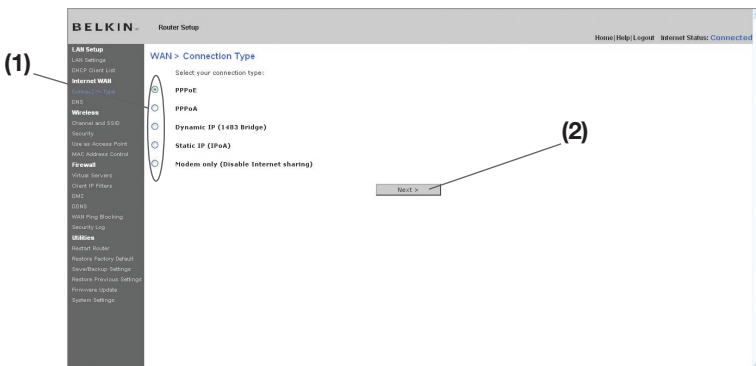 BELKIN™ Router Setup
Home|Help|Logout Internet Status: Connected
(1)
LAN Setup
LAN Settings
DHCP Client List
Internet WAN
Connection Type
DNS
Wireless
Channel and SSID
Security
Use as Access Point
MAC Address Control
Firewall
Virtual Servers
Client IP Filters
DMZ
DDNS
WAN Ping Blocking
Security Log
Utilities
Restart Router
Restore Factory Default
Save/Backup Settings
Restore Previous Settings
Firmware Update
System Settings
WAN > Connection Type
Select your connection type:
PPPoE
PPPoA
Dynamic IP (1483 Bridge)
Static IP (IPoA)
Modem only (Disable Internet sharing)
(2)
Next >